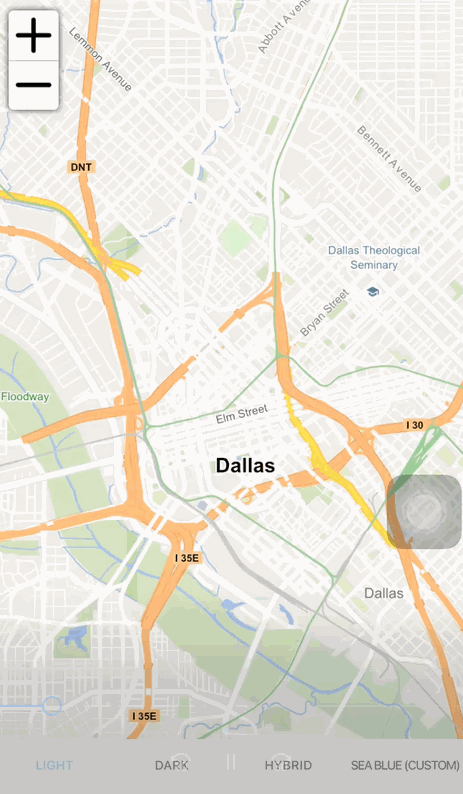 +
Lemmon Avenue
Abbott Avenu
−
Bennett Avenue
DNT
Dallas Theological
Seminary
Bryan Street
Floodway
Elm Street
I 30
Dallas
I 35E
Dallas
I 35E
LIGHT
DARK
HYBRID
SEA BLUE (CUSTOM)